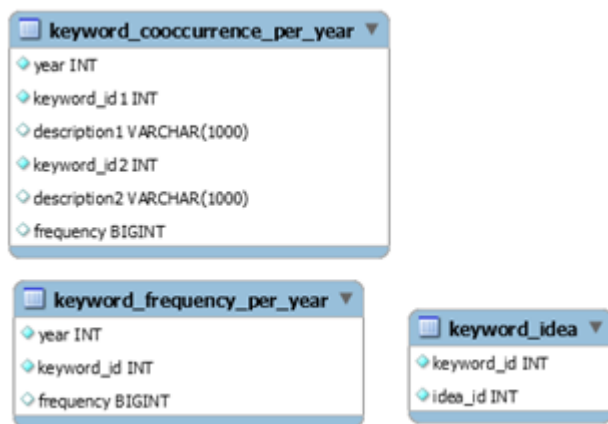 keyword_cooccurrence_per_year
year INT
keyword_id1 INT
description1 VARCHAR(1000)
keyword_id2 INT
description2 VARCHAR(1000)
frequency BIGINT
keyword_frequency_per_year
year INT
keyword_id INT
frequency BIGINT
keyword_idea
keyword_id INT
idea_id INT